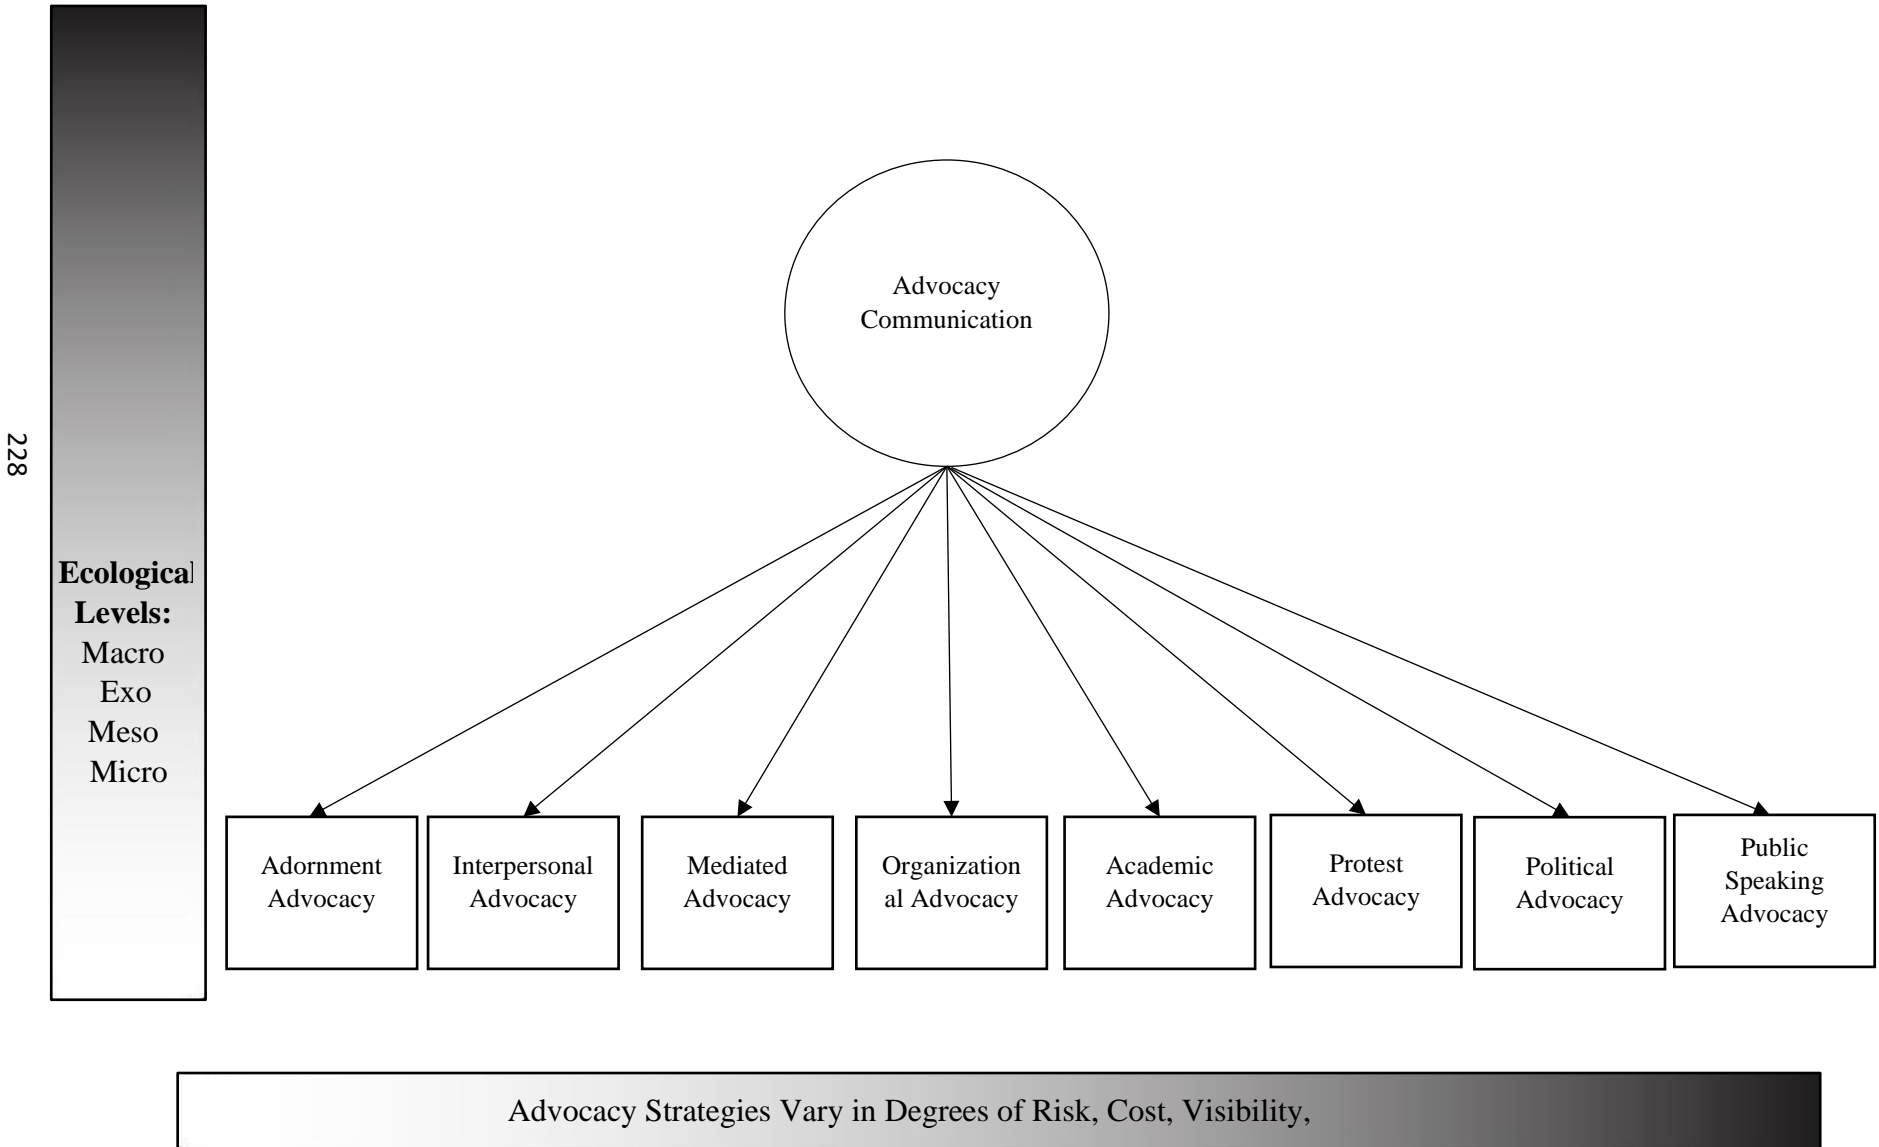 228
Ecological
Levels:
Macro
Exo
Meso
Micro
Advocacy
Communication
Adornment
Advocacy
Interpersonal
Advocacy
Mediated
Advocacy
Organization
al Advocacy
Academic
Advocacy
Protest
Advocacy
Political
Advocacy
Public
Speaking
Advocacy
Advocacy Strategies Vary in Degrees of Risk, Cost, Visibility,